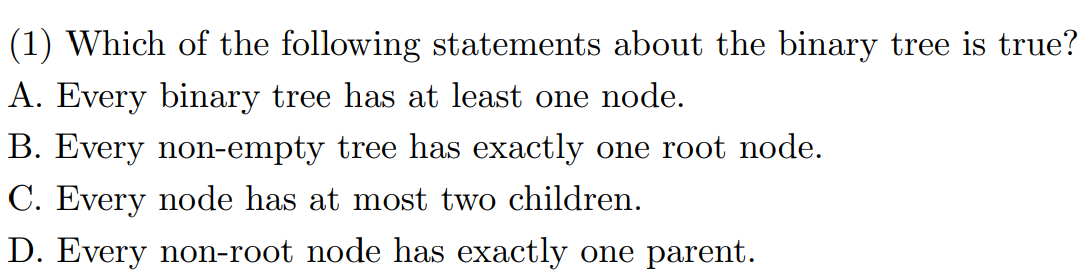 (1) Which of the following statements about the binary tree is true?
A. Every binary tree has at least one node.
B. Every non-empty tree has exactly one root node.
C. Every node has at most two children.
D. Every non-root node has exactly one parent.